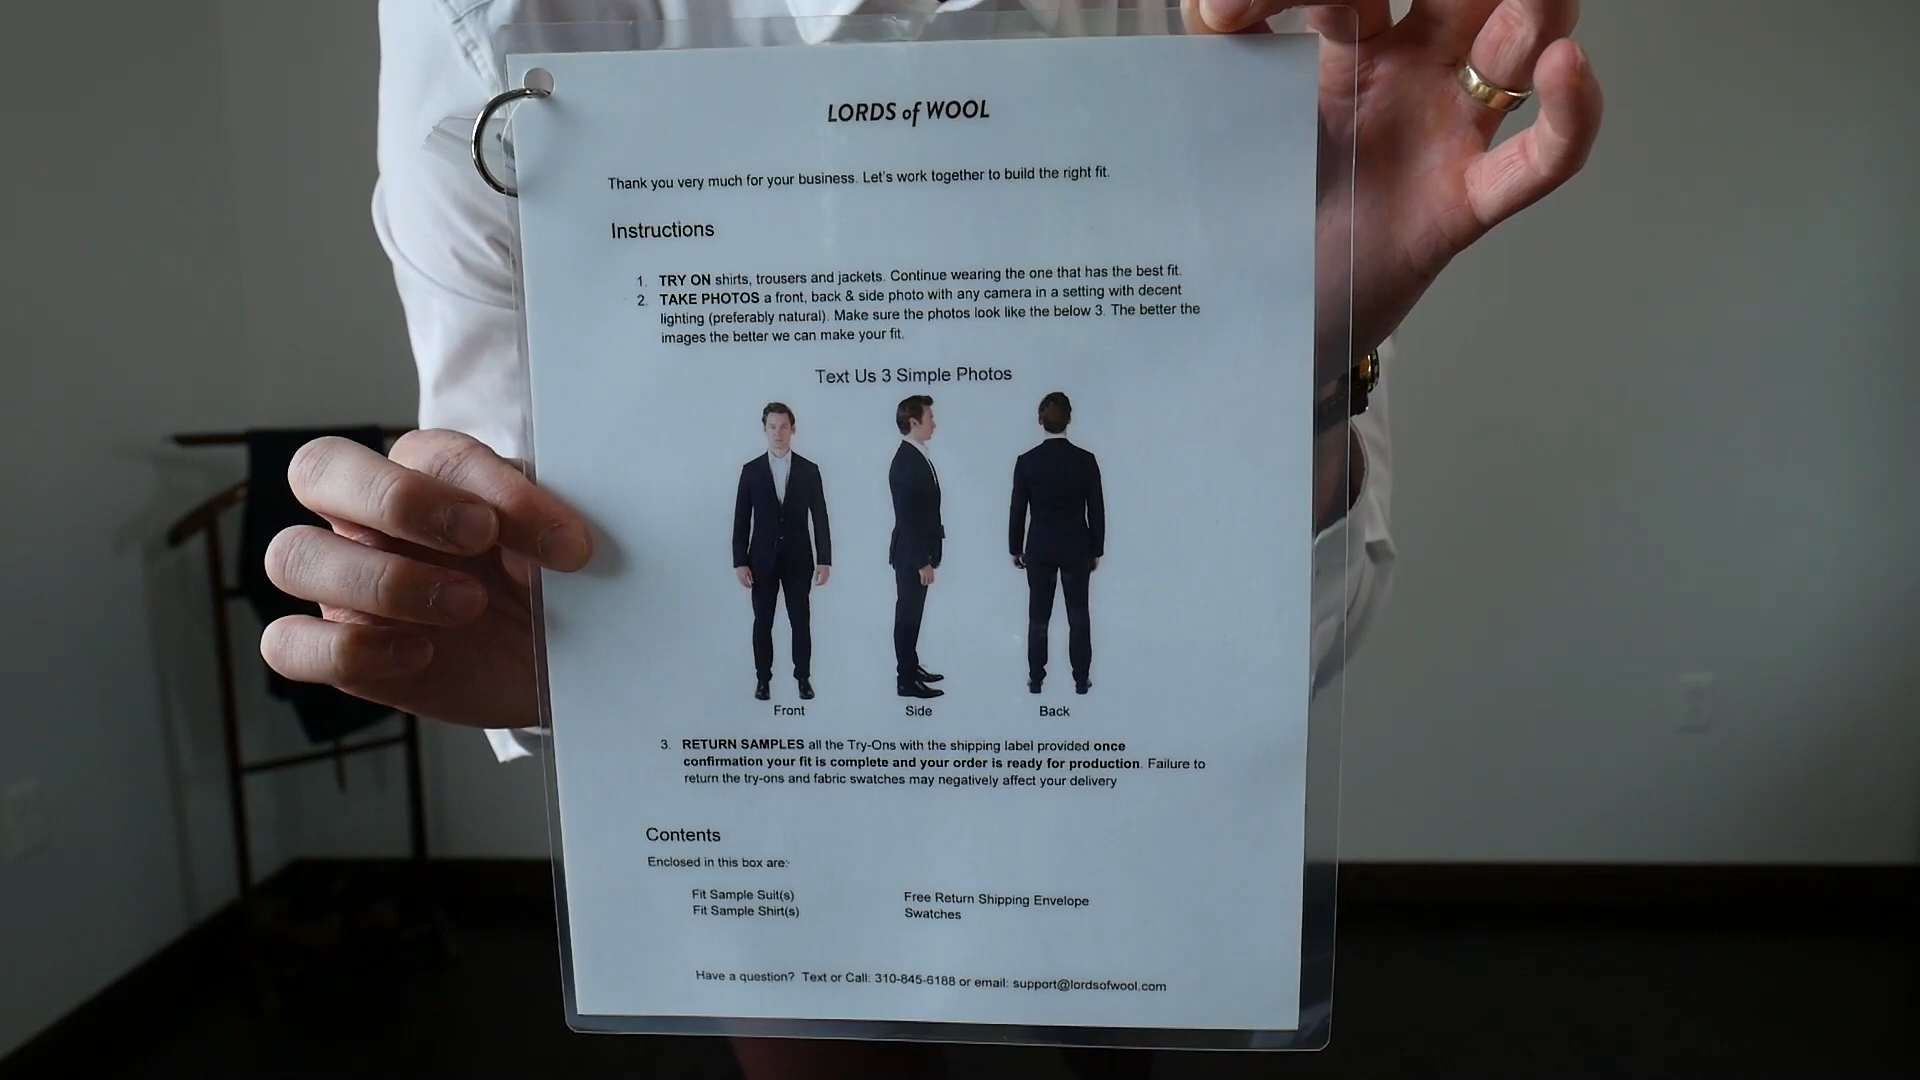 LORDS of WOOL
Thank you very much for your business. Let's work together to build the right fit.
Instructions
1. TRY ON shirts, trousers and jackets. Continue wearing the one that has the best fit.
2. TAKE PHOTOS a front, back & side photo with any camera in a setting with decent
lighting (preferably natural). Make sure the photos look like the below 3. The better the
images the better we can make your fit.
Text Us 3 Simple Photos
Front Side Back
3. RETURN SAMPLES all the Try-Ons with the shipping label provided once
confirmation your fit is complete and your order is ready for production. Failure to
return the try-ons and fabric swatches may negatively affect your delivery
Contents
Enclosed in this box are:
Fit Sample Suit(s) Free Return Shipping Envelope
Fit Sample Shirt(s) Swatches
Have a question? Text or Call: 310-845-6188 or email: support@lordsofwool.com